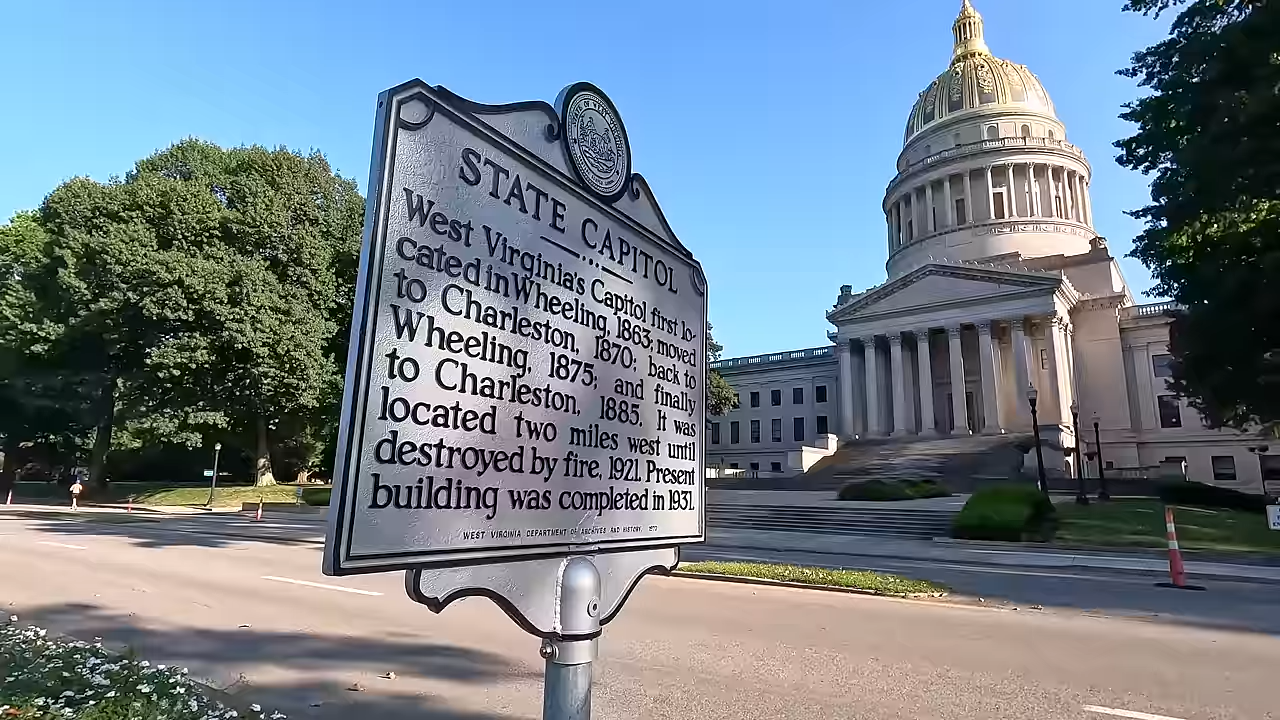 STATE CAPITOL
West Virginia's Capitol first lo-
cated in Wheeling, 1863; moved
to Charleston, 1870; back to
Wheeling, 1875; and finally
to Charleston, 1885. It was
located two miles west until
destroyed by fire, 1921. Present
building was completed in 1931.
WEST VIRGINIA DEPARTMENT OF ARCHIVES AND HISTORY,